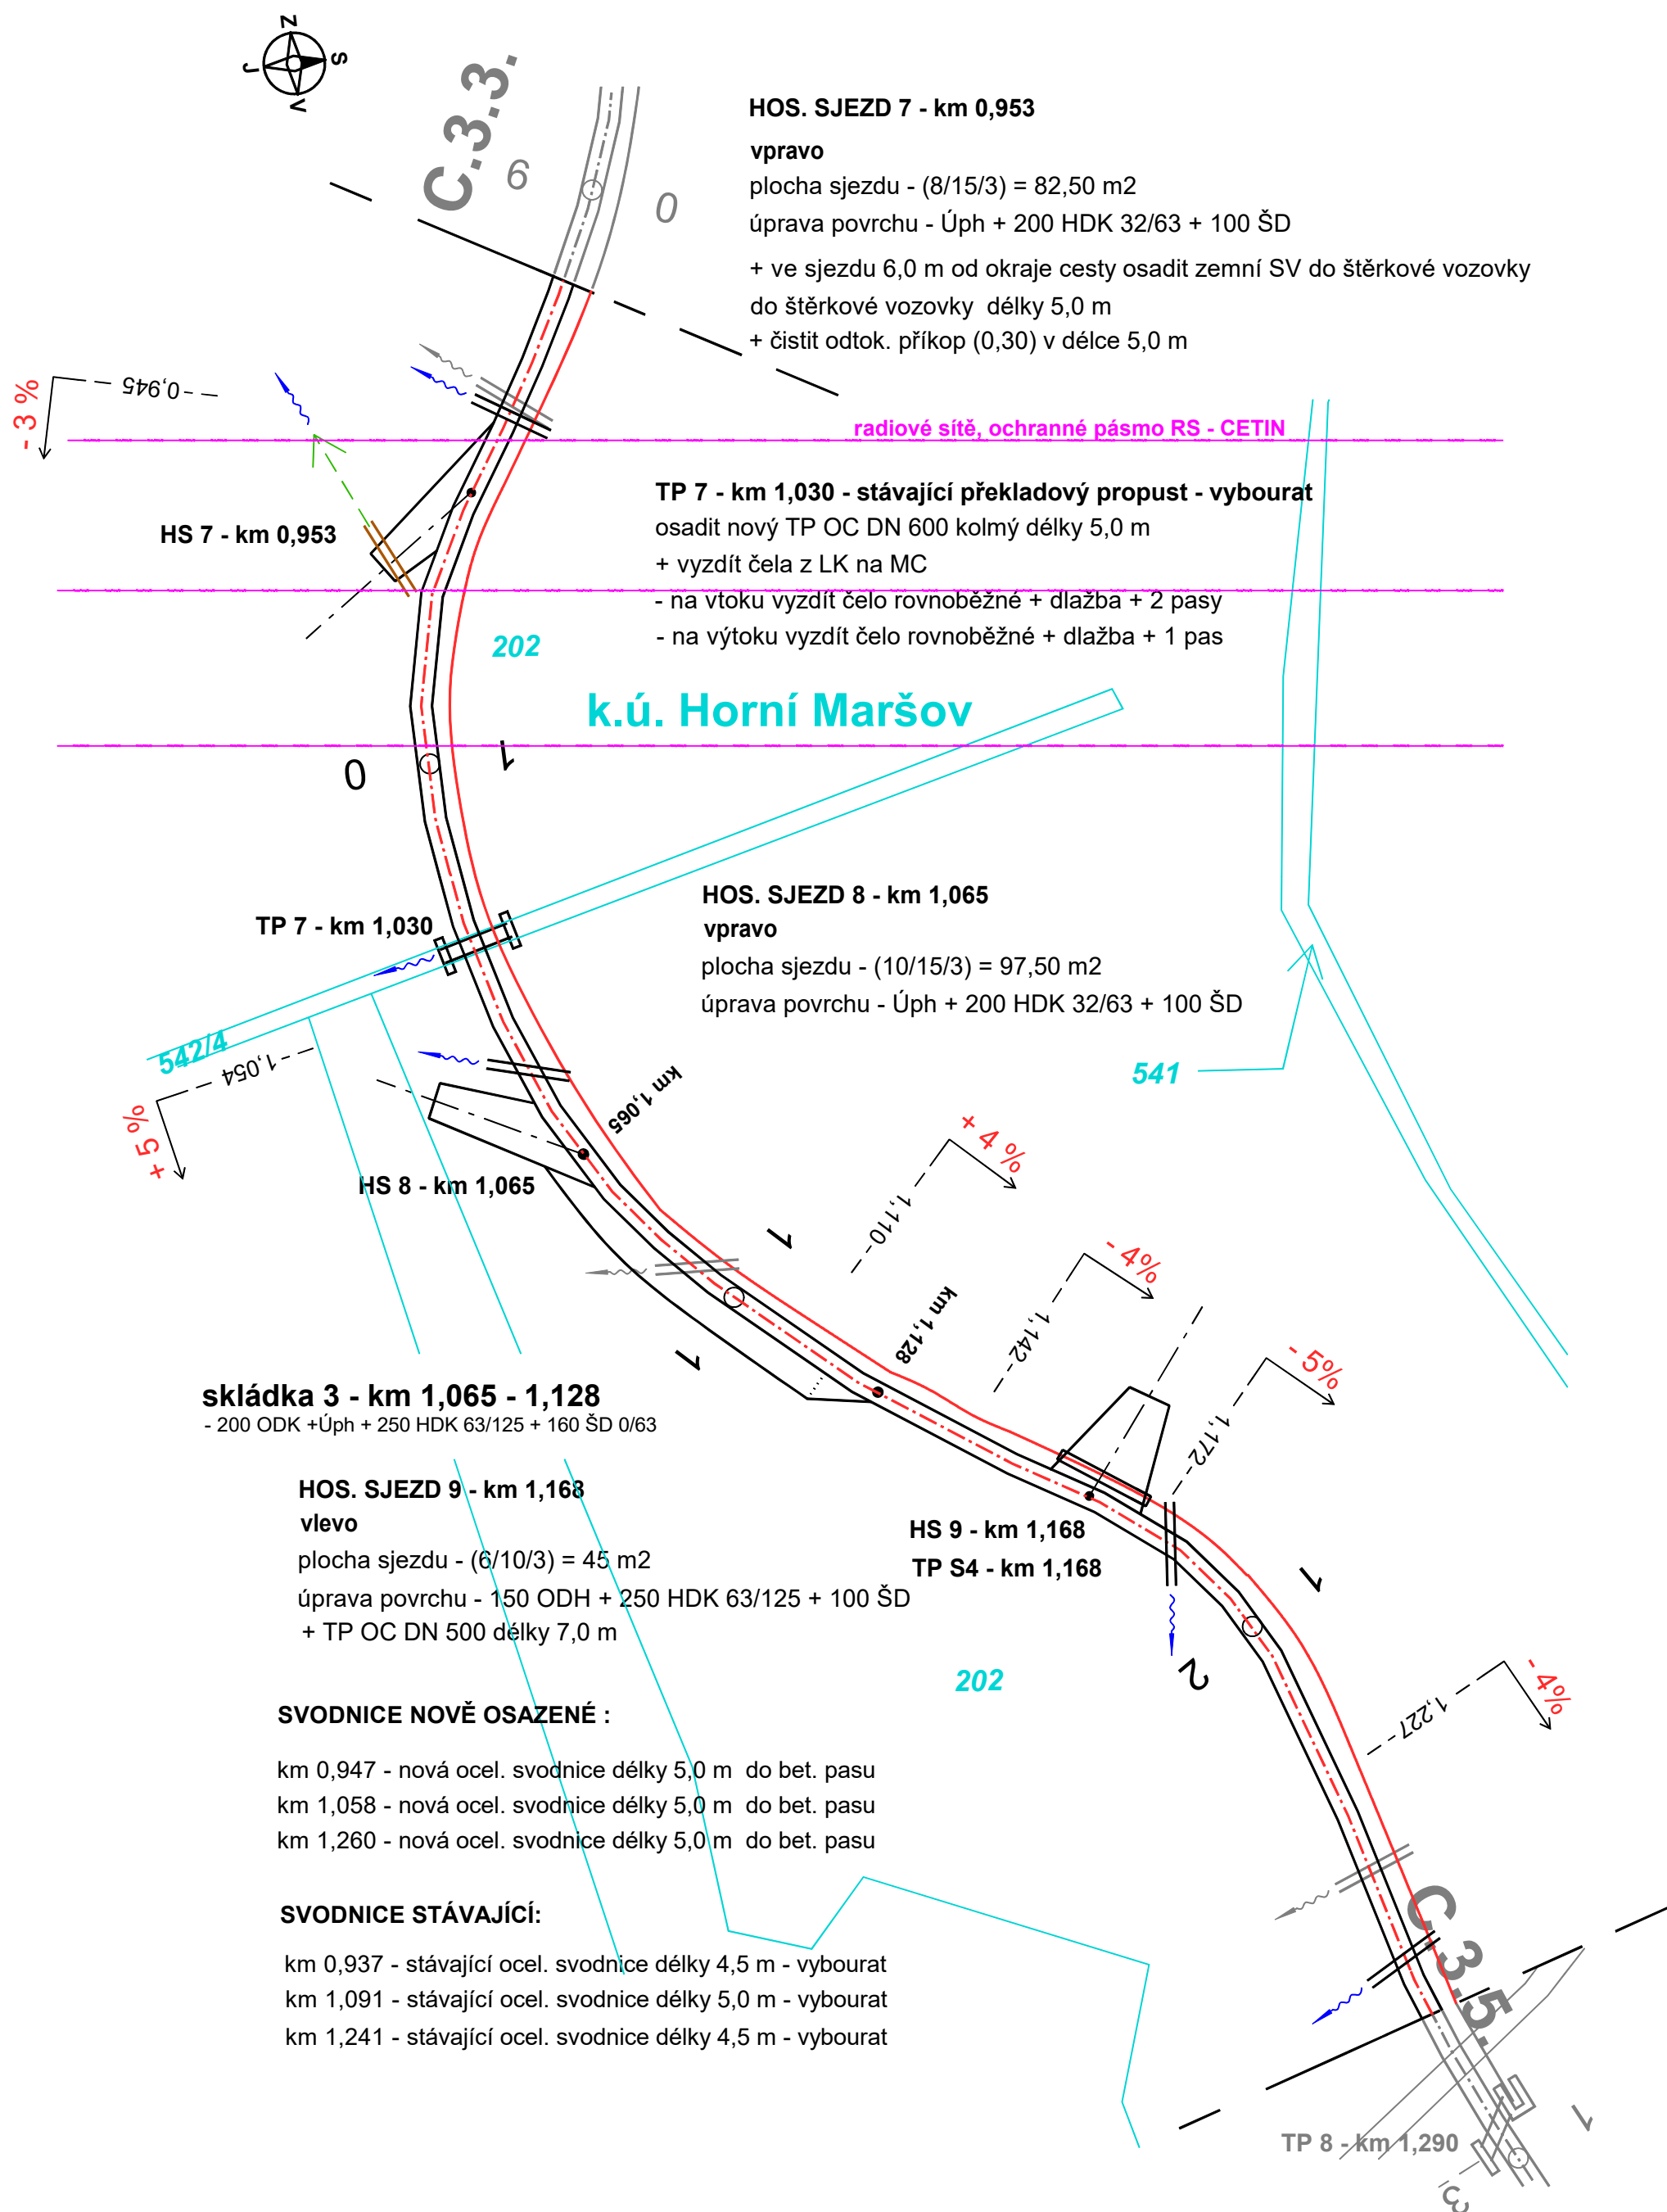 Z
S
J
V
C.3.3.
9
0
HOS. SJEZD 7 - km 0,953
vpravo
plocha sjezdu - (8/15/3) = 82,50 m2
úprava povrchu - Úph + 200 HDK 32/63 + 100 ŠD
+ ve sjezdu 6,0 m od okraje cesty osadit zemní SV do štěrkové vozovky
do štěrkové vozovky  délky 5,0 m
+ čistit odtok. příkop (0,30) v délce 5,0 m
- 3 %
0,945
radiové sítě, ochranné pásmo RS - CETIN
HS 7 - km 0,953
TP 7 - km 1,030 - stávající překladový propust - vybourat
osadit nový TP OC DN 600 kolmý délky 5,0 m
+ vyzdít čela z LK na MC
- na vtoku vyzdít čelo rovnoběžné + dlažba + 2 pasy
- na výtoku vyzdít čelo rovnoběžné + dlažba + 1 pas
202
k.ú. Horní Maršov
0
1
TP 7 - km 1,030
HOS. SJEZD 8 - km 1,065
vpravo
plocha sjezdu - (10/15/3) = 97,50 m2
úprava povrchu - Úph + 200 HDK 32/63 + 100 ŠD
542/4
1,054
+ 5 %
541
km 1,065
HS 8 - km 1,065
+ 4 %
1,110
1
- 4%
1,142
km 1,128
1
- 5%
1,172
skládka 3 - km 1,065 - 1,128
- 200 ODK +Úph + 250 HDK 63/125 + 160 ŠD 0/63
HOS. SJEZD 9 - km 1,168
vlevo
plocha sjezdu - (6/10/3) = 45 m2
úprava povrchu - 150 ODH + 250 HDK 63/125 + 100 ŠD
+ TP OC DN 500 délky 7,0 m
HS 9 - km 1,168
TP S4 - km 1,168
1
2
202
- 4%
1,227
SVODNICE NOVĚ OSAZENÉ :
km 0,947 - nová ocel. svodnice délky 5,0 m  do bet. pasu
km 1,058 - nová ocel. svodnice délky 5,0 m  do bet. pasu
km 1,260 - nová ocel. svodnice délky 5,0 m  do bet. pasu
SVODNICE STÁVAJÍCÍ:
km 0,937 - stávající ocel. svodnice délky 4,5 m - vybourat
km 1,091 - stávající ocel. svodnice délky 5,0 m - vybourat
km 1,241 - stávající ocel. svodnice délky 4,5 m - vybourat
C.3.5.
TP 8 - km 1,290
1
3